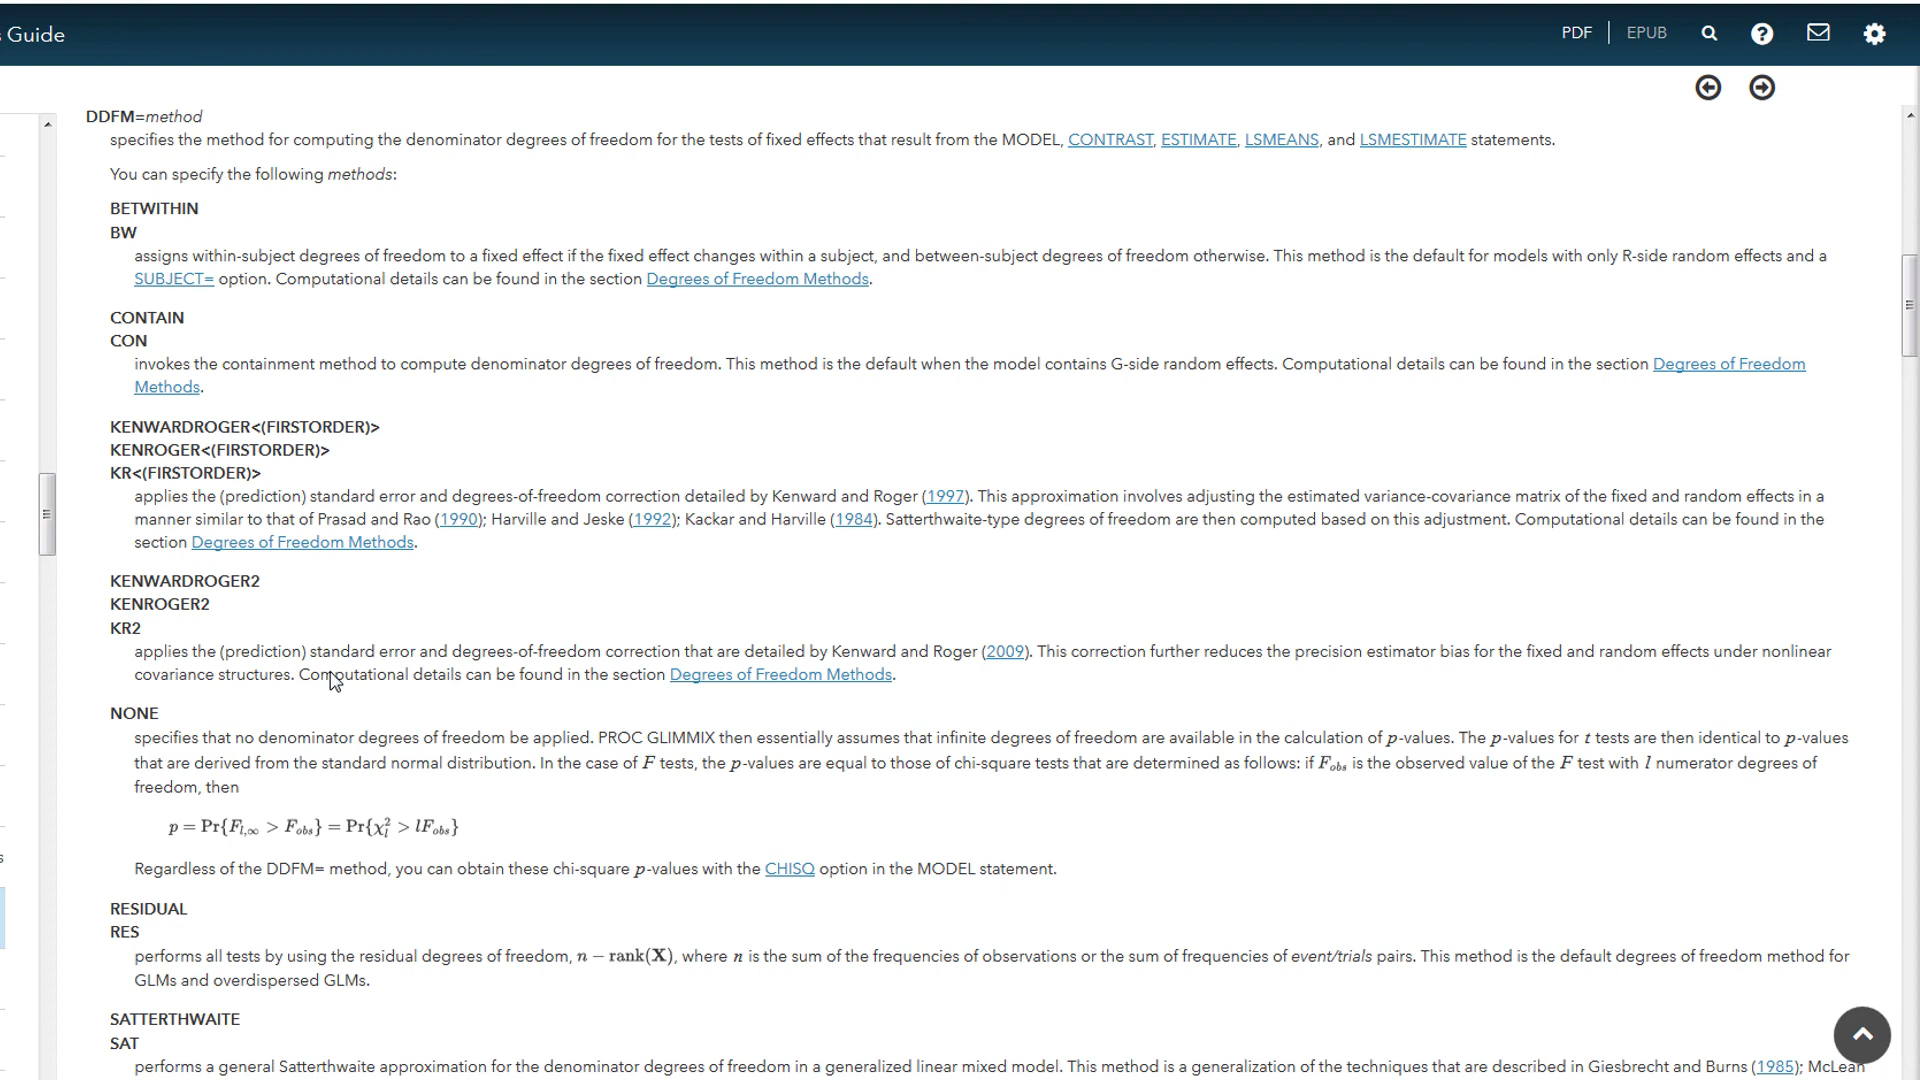 Guide
PDF
EPUB
DDFM=method
specifies the method for computing the denominator degrees of freedom for the tests of fixed effects that result from the MODEL, CONTRAST, ESTIMATE, LSMEANS, and LSMESTIMATE statements.
You can specify the following methods:
BETWITHIN
BW
assigns within-subject degrees of freedom to a fixed effect if the fixed effect changes within a subject, and between-subject degrees of freedom otherwise. This method is the default for models with only R-side random effects and a
SUBJECT= option. Computational details can be found in the section Degrees of Freedom Methods.
CONTAIN
CON
invokes the containment method to compute denominator degrees of freedom. This method is the default when the model contains G-side random effects. Computational details can be found in the section Degrees of Freedom
Methods.
KENWARDROGER<(FIRSTORDER)>
KENROGER<(FIRSTORDER)>
KR<(FIRSTORDER)>
applies the (prediction) standard error and degrees-of-freedom correction detailed by Kenward and Roger (1997). This approximation involves adjusting the estimated variance-covariance matrix of the fixed and random effects in a
manner similar to that of Prasad and Rao (1990); Harville and Jeske (1992); Kackar and Harville (1984). Satterthwaite-type degrees of freedom are then computed based on this adjustment. Computational details can be found in the
section Degrees of Freedom Methods.
KENWARDROGER2
KENROGER2
KR2
applies the (prediction) standard error and degrees-of-freedom correction that are detailed by Kenward and Roger (2009). This correction further reduces the precision estimator bias for the fixed and random effects under nonlinear
covariance structures. Computational details can be found in the section Degrees of Freedom Methods.
NONE
specifies that no denominator degrees of freedom be applied. PROC GLIMMIX then essentially assumes that infinite degrees of freedom are available in the calculation of p-values. The p-values for t tests are then identical to p-values
that are derived from the standard normal distribution. In the case of F tests, the p-values are equal to those of chi-square tests that are determined as follows: if F_obs is the observed value of the F test with l numerator degrees of
freedom, then
p = Pr{F_{l,∞} > F_obs} = Pr{χ_l^2 > lF_obs}
Regardless of the DDFM= method, you can obtain these chi-square p-values with the CHISQ option in the MODEL statement.
RESIDUAL
RES
performs all tests by using the residual degrees of freedom, n − rank(X), where n is the sum of the frequencies of observations or the sum of frequencies of event/trials pairs. This method is the default degrees of freedom method for
GLMs and overdispersed GLMs.
SATTERTHWAITE
SAT
performs a general Satterthwaite approximation for the denominator degrees of freedom in a generalized linear mixed model. This method is a generalization of the techniques that are described in Giesbrecht and Burns (1985); McLean